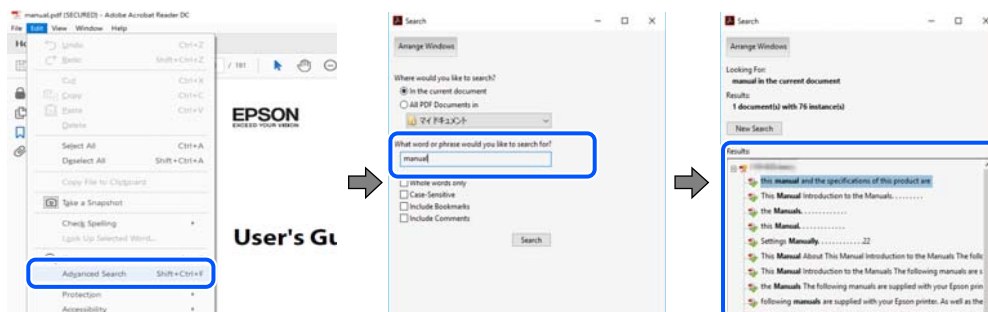 manual.pdf (SECURED) - Adobe Acrobat Reader DC
File Edit View Window Help
Undo Ctrl+Z
Redo Shift+Ctrl+Z
Cut Ctrl+X
Copy Ctrl+C
Paste Ctrl+V
Delete
Select All Ctrl+A
Deselect All Shift+Ctrl+A
Copy File to Clipboard
Take a Snapshot
Check Spelling
Look Up Selected Word...
Advanced Search Shift+Ctrl+F
Protection
Accessibility
/ 191
EPSON
EXCEED YOUR VISION
User's Gu
Search
Arrange Windows
Where would you like to search?
In the current document
All PDF Documents in
マイ ドキュメント
What word or phrase would you like to search for?
manual
Whole words only
Case-Sensitive
Include Bookmarks
Include Comments
Search
Search
Arrange Windows
Looking For:
manual in the current document
Results:
1 document(s) with 76 instance(s)
New Search
Results:
this manual and the specifications of this product are
This Manual Introduction to the Manuals. . . . . . . .
the Manuals. . . . . . . . . . . . .
this Manual. . . . . . . . . . . . .
Settings Manually. . . . . . . . . . . . .22
This Manual About This Manual Introduction to the Manuals The follo
This Manual Introduction to the Manuals The following manuals are s
the Manuals The following manuals are supplied with your Epson prin
following manuals are supplied with your Epson printer. As well as the